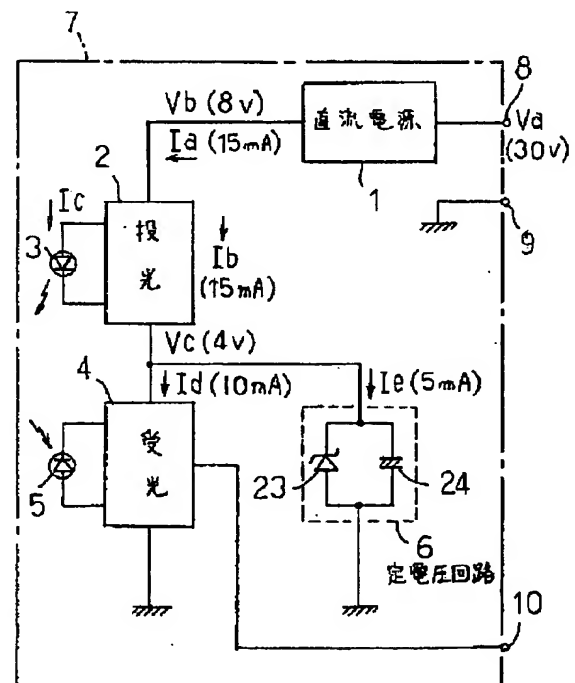 7
8
Vb (8v)
直流電源
Va
(30v)
Ia (15mA)
2
1
9
Ic
投光
3
Ib
(15mA)
Vc (4v)
4
Id (10mA)
Ie (5mA)
受光
5
23
24
6
定電圧回路
10